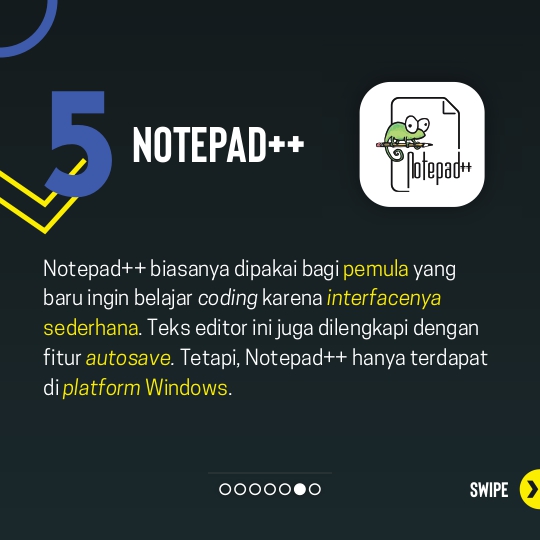 5
NOTEPAD++
Notepad++
Notepad++ biasanya dipakai bagi pemula yang
baru ingin belajar coding karena interfacenya
sederhana. Teks editor ini juga dilengkapi dengan
fitur autosave. Tetapi, Notepad++ hanya terdapat
di platform Windows.
SWIPE